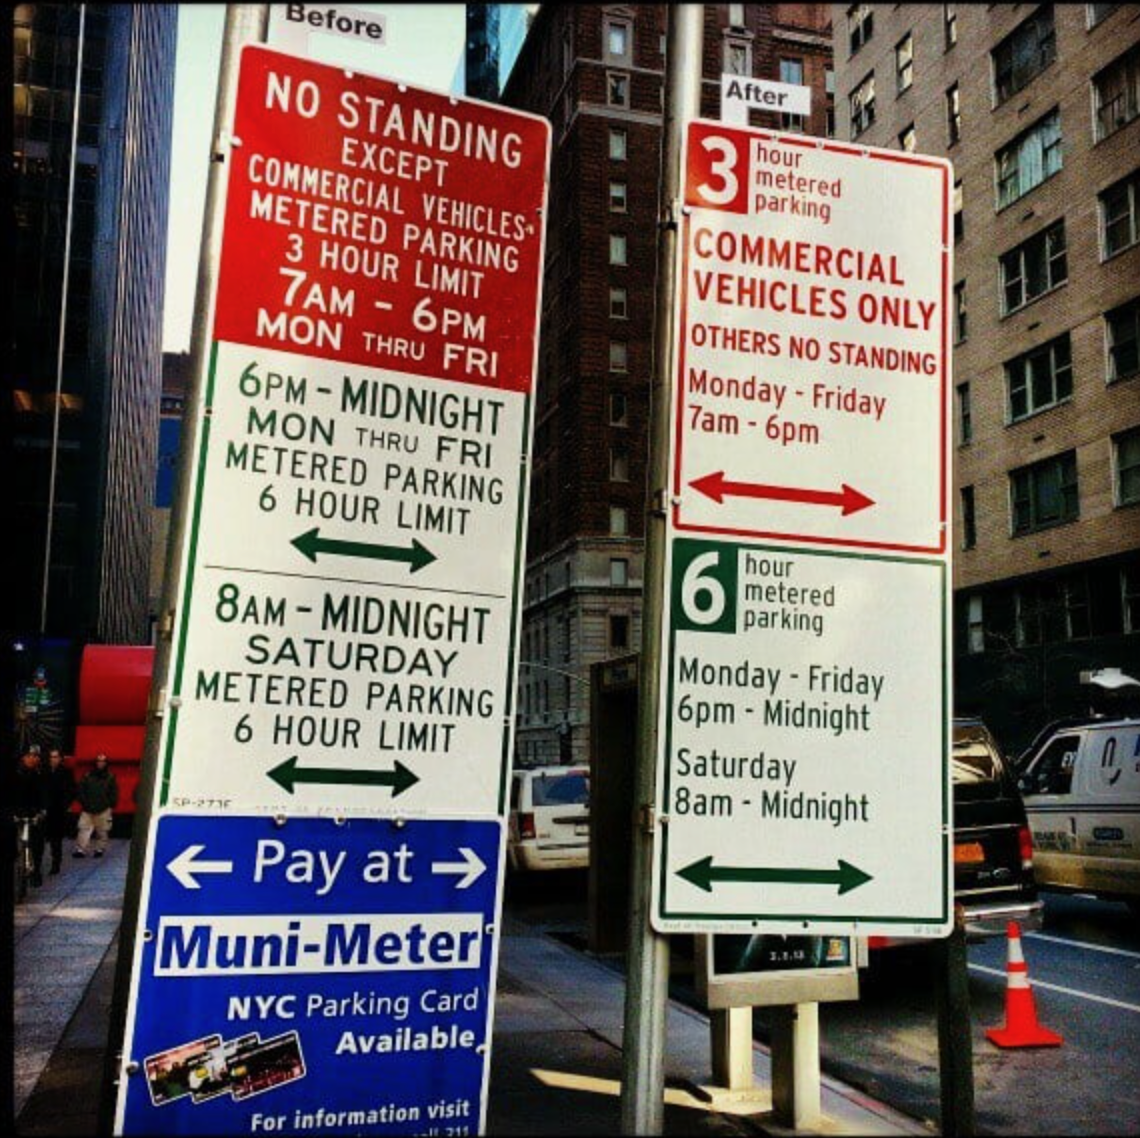 Before
NO STANDING
EXCEPT
COMMERCIAL VEHICLES
METERED PARKING
3 HOUR LIMIT
7AM - 6PM
MON THRU FRI
6PM - MIDNIGHT
MON THRU FRI
METERED PARKING
6 HOUR LIMIT
8AM - MIDNIGHT
SATURDAY
METERED PARKING
6 HOUR LIMIT
Pay at
Muni-Meter
NYC Parking Card
Available
For information visit
311
After
3 hour
metered
parking
COMMERCIAL
VEHICLES ONLY
OTHERS NO STANDING
Monday - Friday
7am - 6pm
6 hour
metered
parking
Monday - Friday
6pm - Midnight
Saturday
8am - Midnight